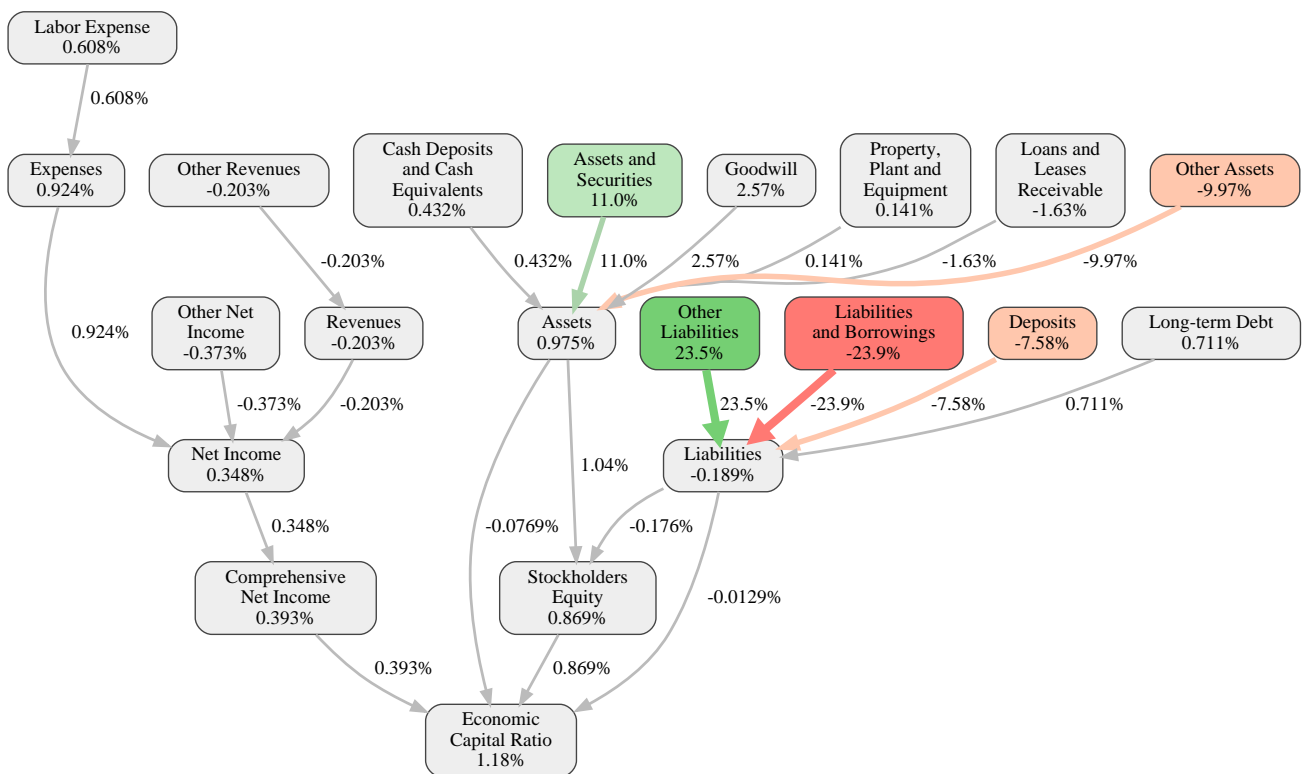 Labor Expense
0.608%
0.608%
Expenses
0.924%
Other Revenues
-0.203%
Cash Deposits
and Cash
Equivalents
0.432%
Assets and
Securities
11.0%
Goodwill
2.57%
Property,
Plant and
Equipment
0.141%
Loans and
Leases
Receivable
-1.63%
Other Assets
-9.97%
-0.203%
0.432%
11.0%
2.57%
0.141%
-1.63%
-9.97%
0.924%
Other Net
Income
-0.373%
Revenues
-0.203%
Assets
0.975%
Other
Liabilities
23.5%
Liabilities
and Borrowings
-23.9%
Deposits
-7.58%
Long-term Debt
0.711%
-0.373%
-0.203%
23.5%
-23.9%
-7.58%
0.711%
Net Income
0.348%
1.04%
Liabilities
-0.189%
0.348%
-0.0769%
-0.176%
Comprehensive
Net Income
0.393%
Stockholders
Equity
0.869%
-0.0129%
0.393%
0.869%
Economic
Capital Ratio
1.18%